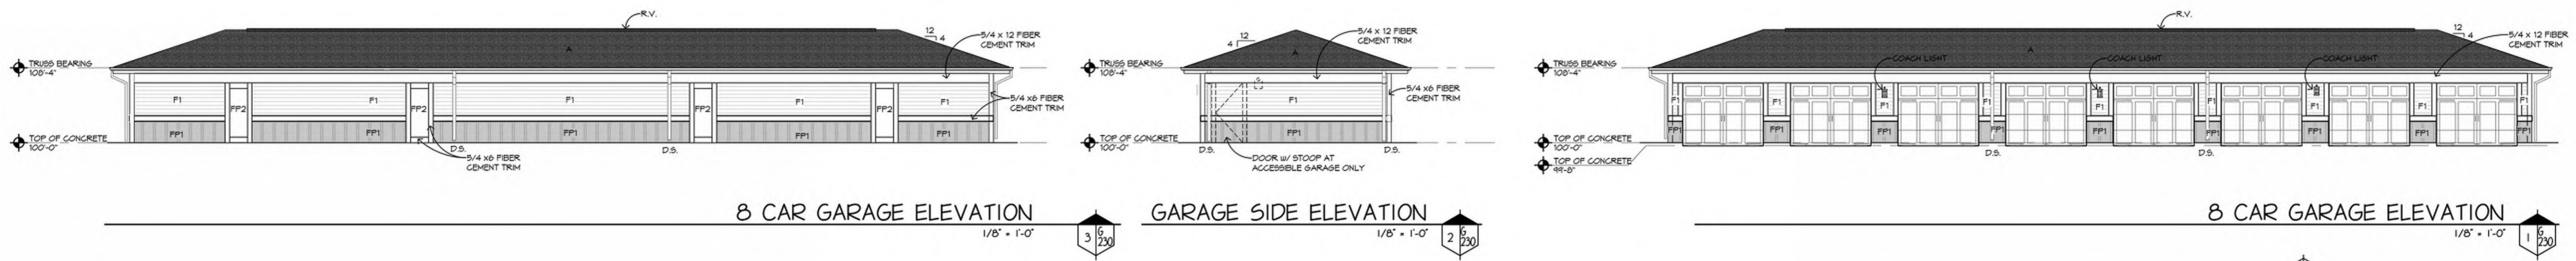 R.V.
12
4
5/4 x 12 FIBER
CEMENT TRIM
A
TRUSS BEARING
108'-4"
F1
FP2
F1
FP2
F1
FP2
F1
FP2
F1
5/4 x6 FIBER
CEMENT TRIM
FP1
FP1
FP1
FP1
FP1
TOP OF CONCRETE
100'-0"
D.S.
D.S.
5/4 x6 FIBER
CEMENT TRIM
8 CAR GARAGE ELEVATION
1/8" = 1'-0"
3
G
230
12
4
5/4 x 12 FIBER
CEMENT TRIM
A
TRUSS BEARING
108'-4"
F1
5/4 x6 FIBER
CEMENT TRIM
FP1
TOP OF CONCRETE
100'-0"
D.S.
D.S.
DOOR W/ STOOP AT
ACCESSIBLE GARAGE ONLY
GARAGE SIDE ELEVATION
1/8" = 1'-0"
2
G
230
R.V.
12
4
5/4 x 12 FIBER
CEMENT TRIM
A
COACH LIGHT
COACH LIGHT
COACH LIGHT
TRUSS BEARING
108'-4"
F1
F1
F1
F1
F1
F1
F1
F1
F1
FP1
FP1
FP1
FP1
FP1
FP1
FP1
FP1
FP1
TOP OF CONCRETE
100'-0"
TOP OF CONCRETE
99'-8"
D.S.
D.S.
8 CAR GARAGE ELEVATION
1/8" = 1'-0"
1
G
230